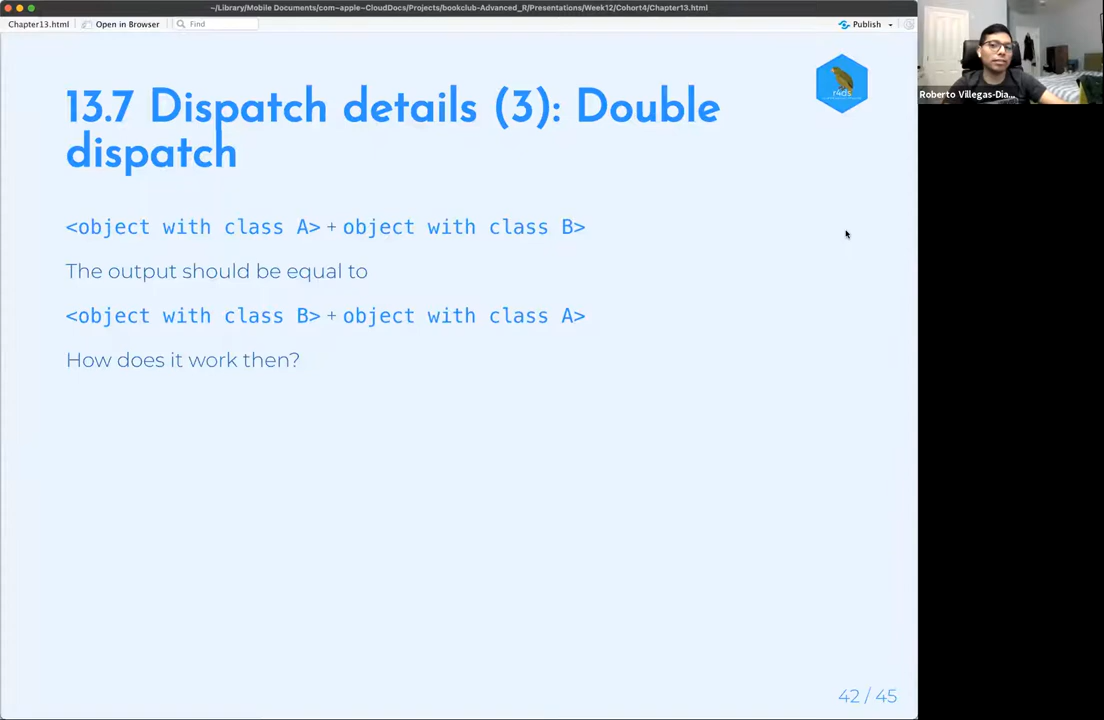 ~/Library/Mobile Documents/com~apple~CloudDocs/Projects/bookclub-Advanced_R/Presentations/Week12/Cohort4/Chapter13.html
Chapter13.html
Open in Browser
Find
Publish
13.7 Dispatch details (3): Double
dispatch
r4ds
Roberto Villegas-Dia...
<object with class A> + object with class B>
The output should be equal to
<object with class B> + object with class A>
How does it work then?
42 / 45